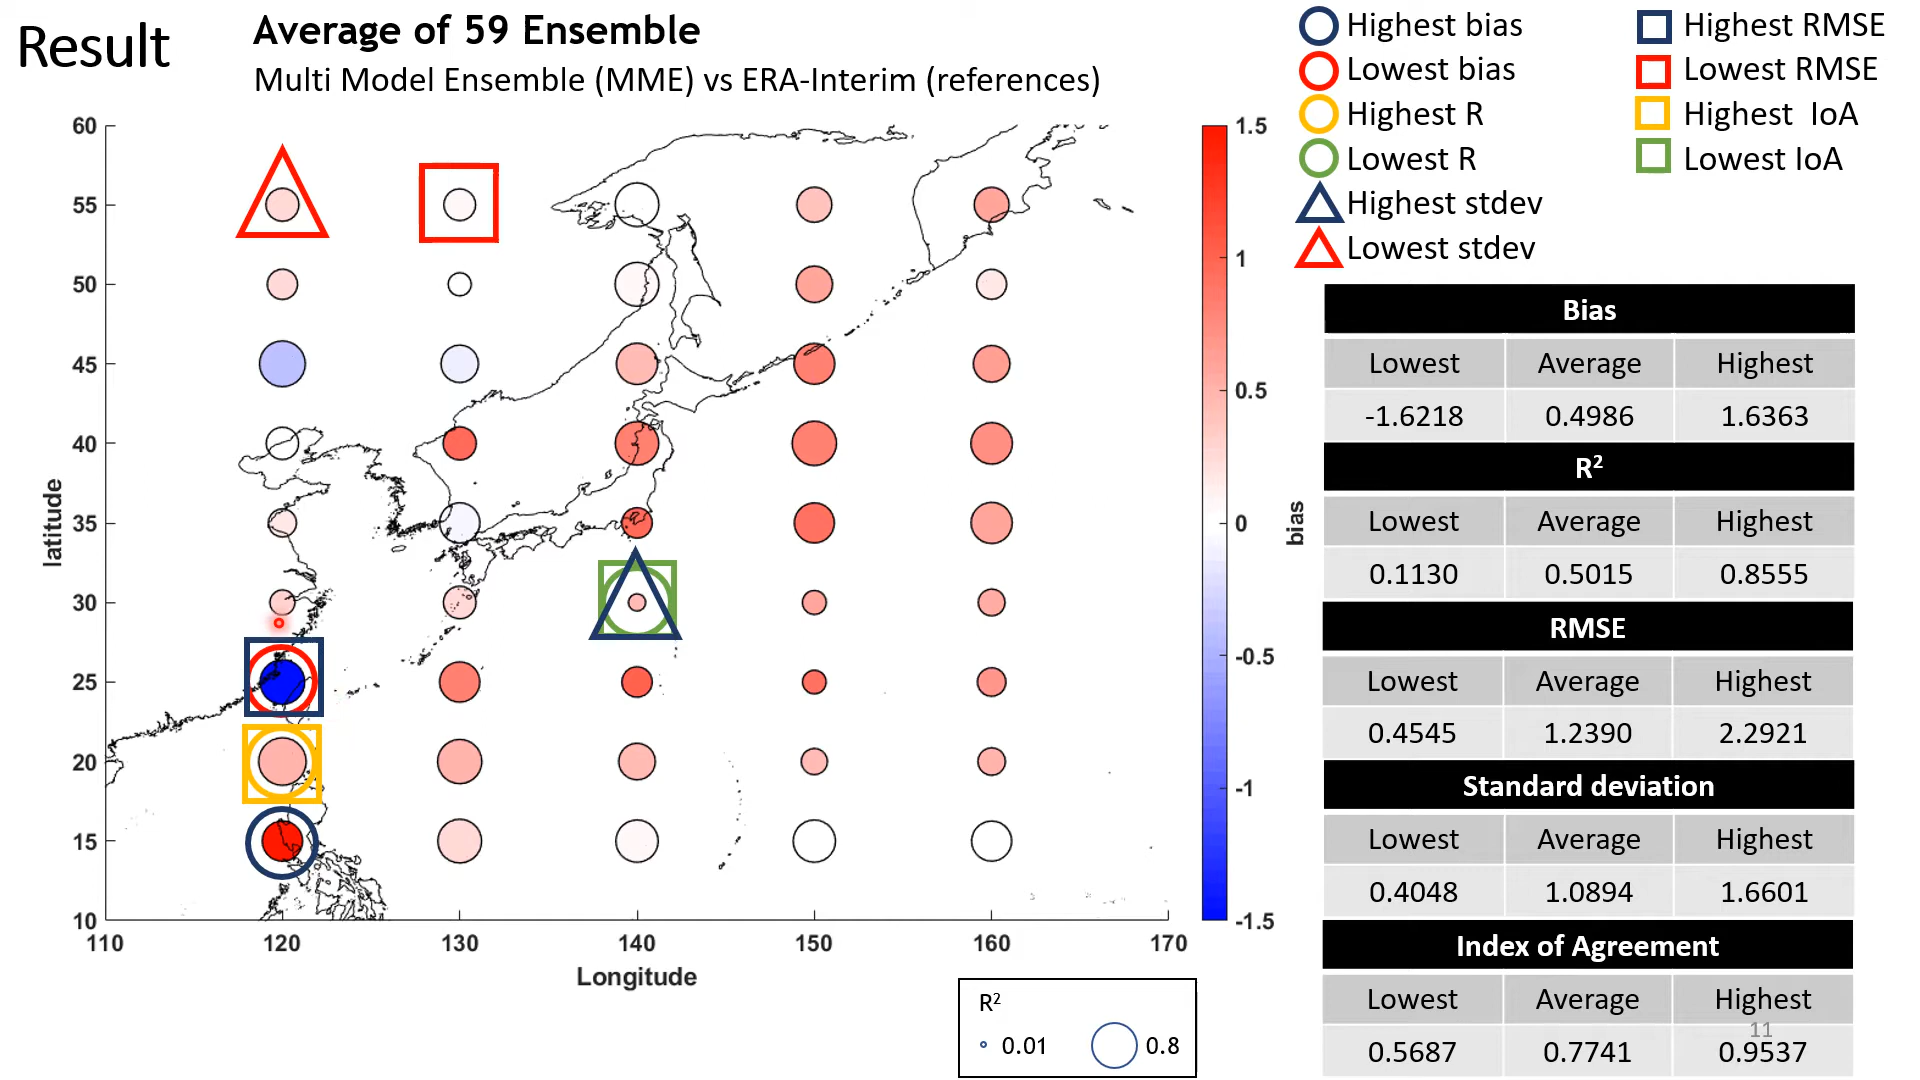 Result
Average of 59 Ensemble
Multi Model Ensemble (MME) vs ERA-Interim (references)
Highest bias
Lowest bias
Highest R
Lowest R
Highest stdev
Lowest stdev
Highest RMSE
Lowest RMSE
Highest IoA
Lowest IoA
60
55
50
45
40
35
30
25
20
15
10
latitude
110
120
130
140
150
160
170
Longitude
1.5
1
0.5
0
-0.5
-1
-1.5
bias
R²
0.01
0.8
Bias
Lowest Average Highest
-1.6218 0.4986 1.6363
R²
Lowest Average Highest
0.1130 0.5015 0.8555
RMSE
Lowest Average Highest
0.4545 1.2390 2.2921
Standard deviation
Lowest Average Highest
0.4048 1.0894 1.6601
Index of Agreement
Lowest Average Highest
11
0.5687 0.7741 0.9537